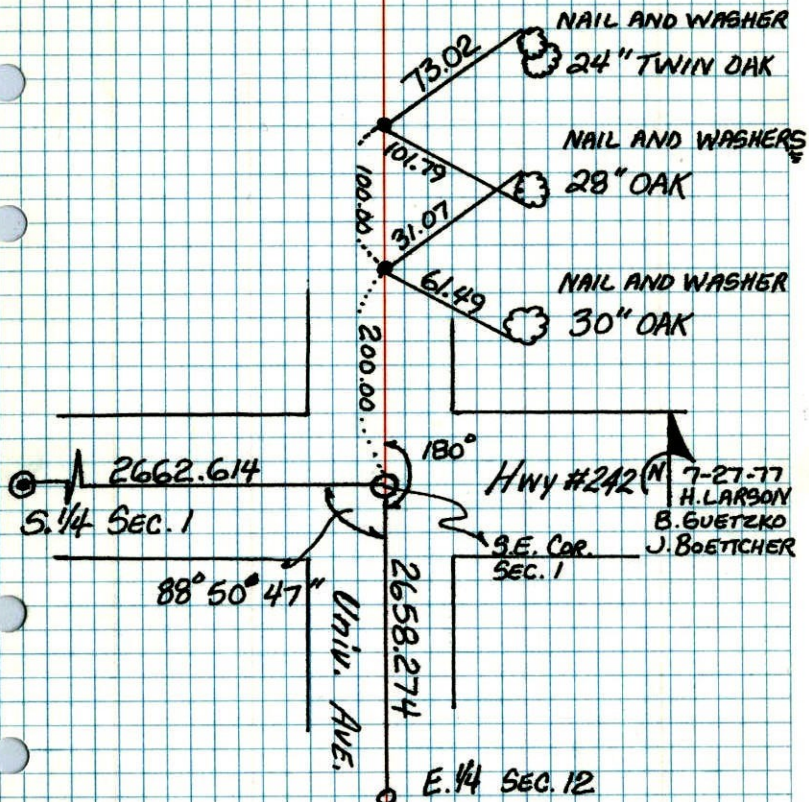 NAIL AND WASHER
73.02
24" TWIN OAK
NAIL AND WASHERS
101.79
28" OAK
100.00
31.07
NAIL AND WASHER
61.49
30" OAK
200.00
180°
2662.614
Hwy #242
N
7-27-77
H. LARSON
S. 1/4 SEC. 1
B. GUETZKO
S.E. COR.
J. BOETTCHER
SEC. 1
88° 50' 47"
2658.274
Univ. AVE.
E. 1/4 SEC. 12